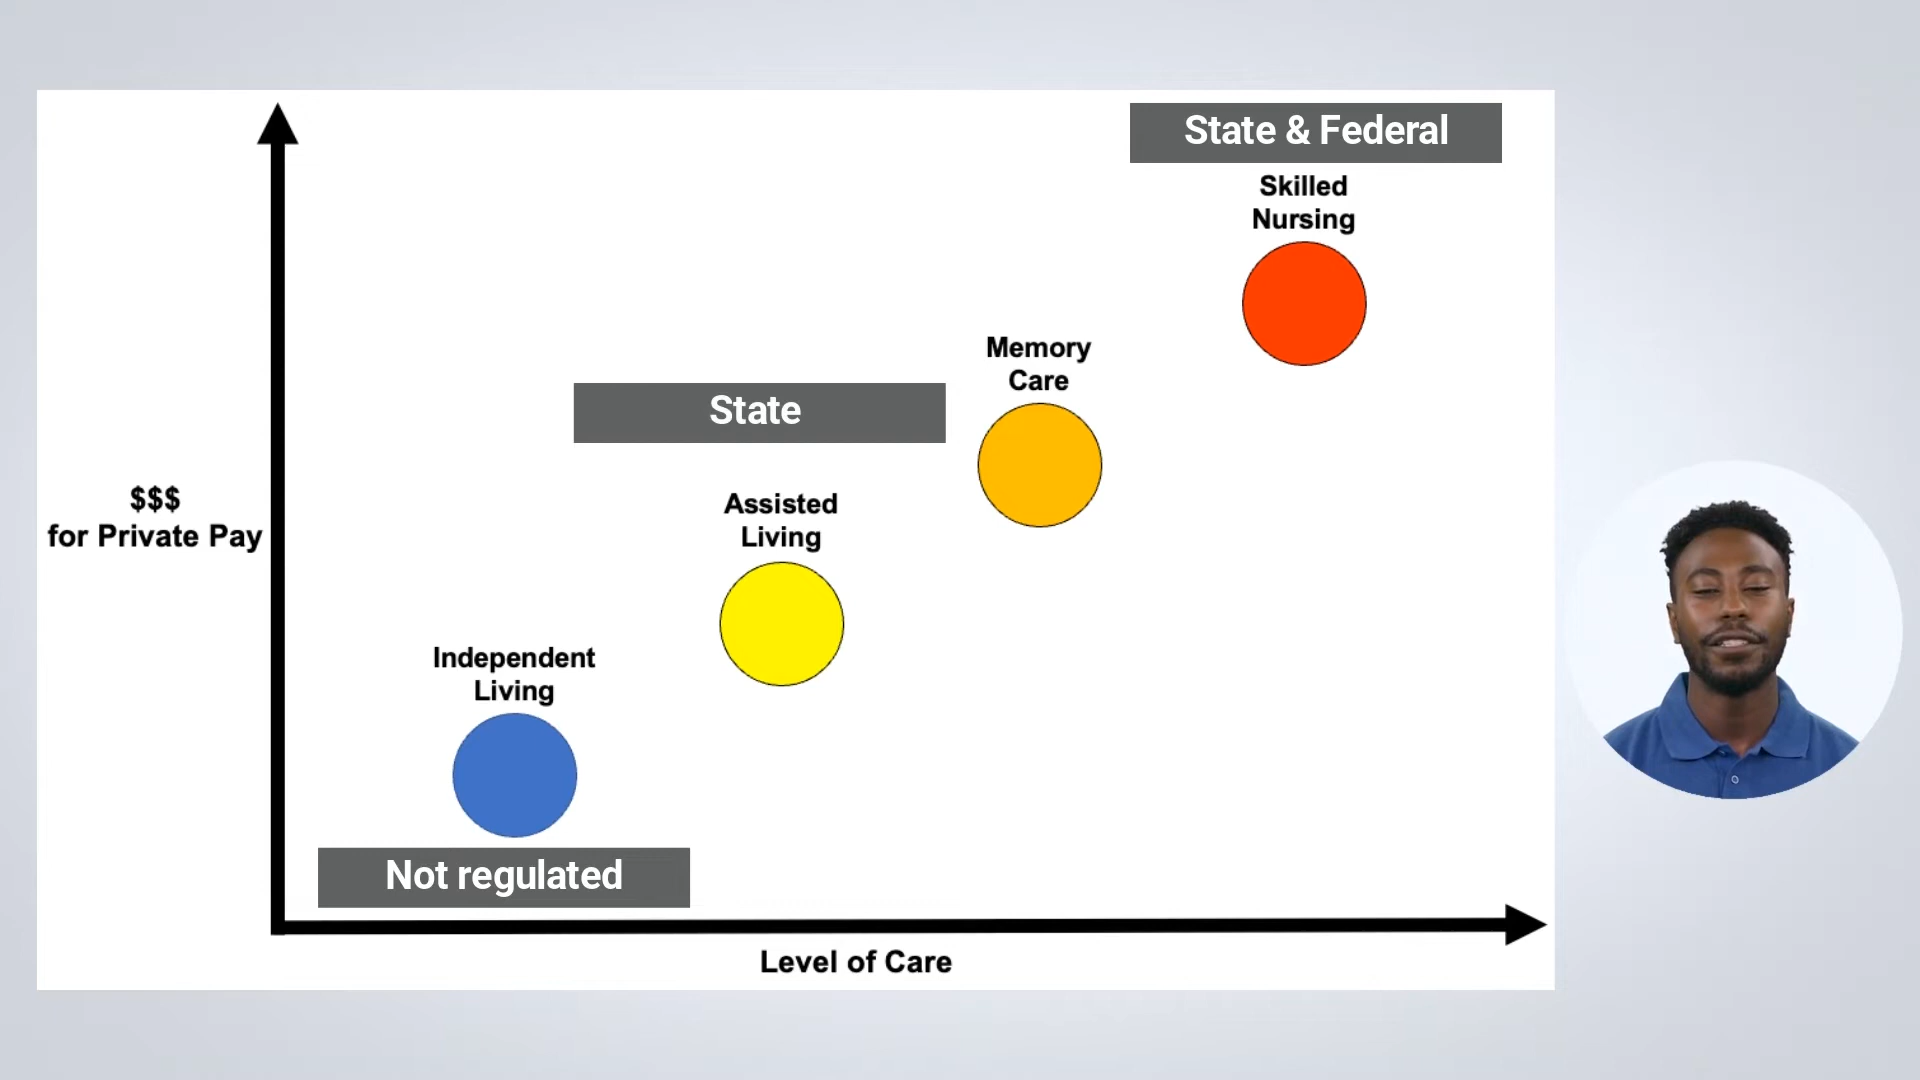 State & Federal
Skilled
Nursing
Memory
Care
State
Assisted
Living
$$$
for Private Pay
Independent
Living
Not regulated
Level of Care